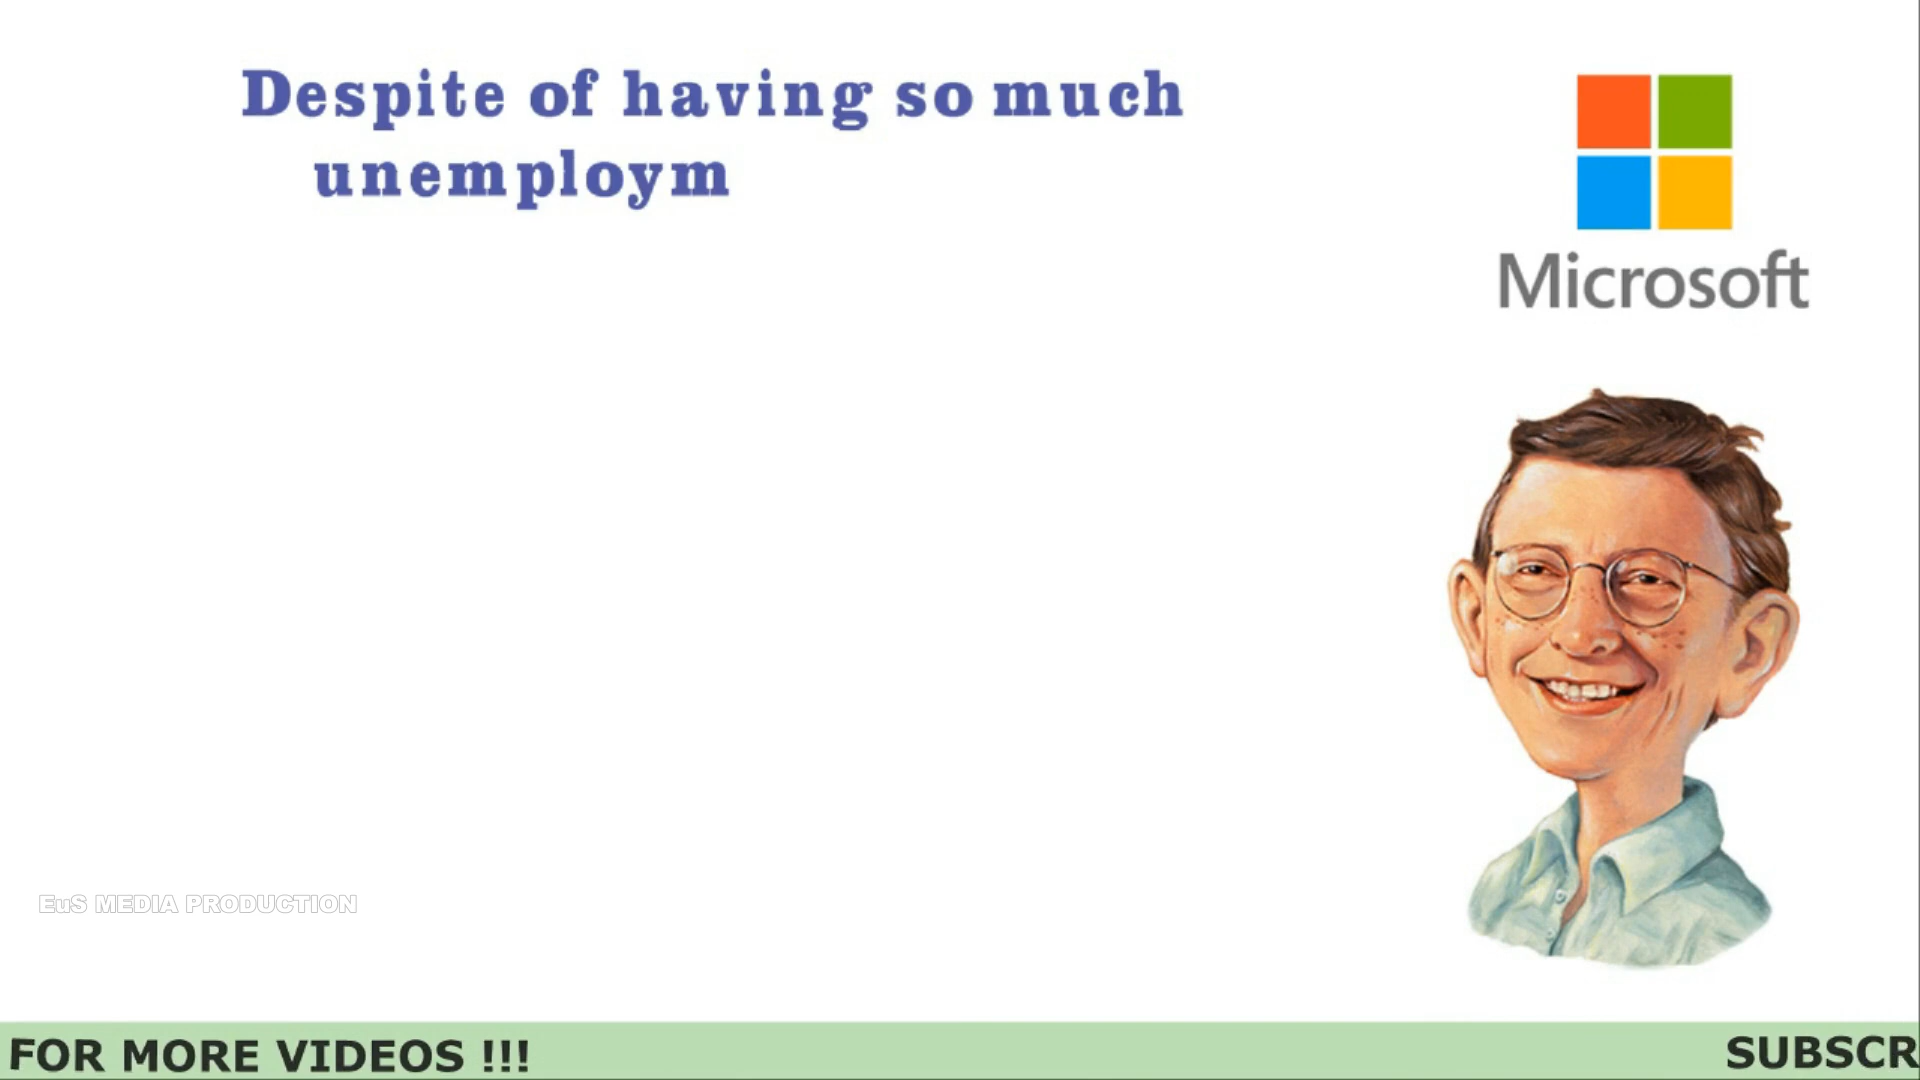 Despite of having so much
unemploym
Microsoft
EuS MEDIA PRODUCTION
FOR MORE VIDEOS !!!
SUBSCR